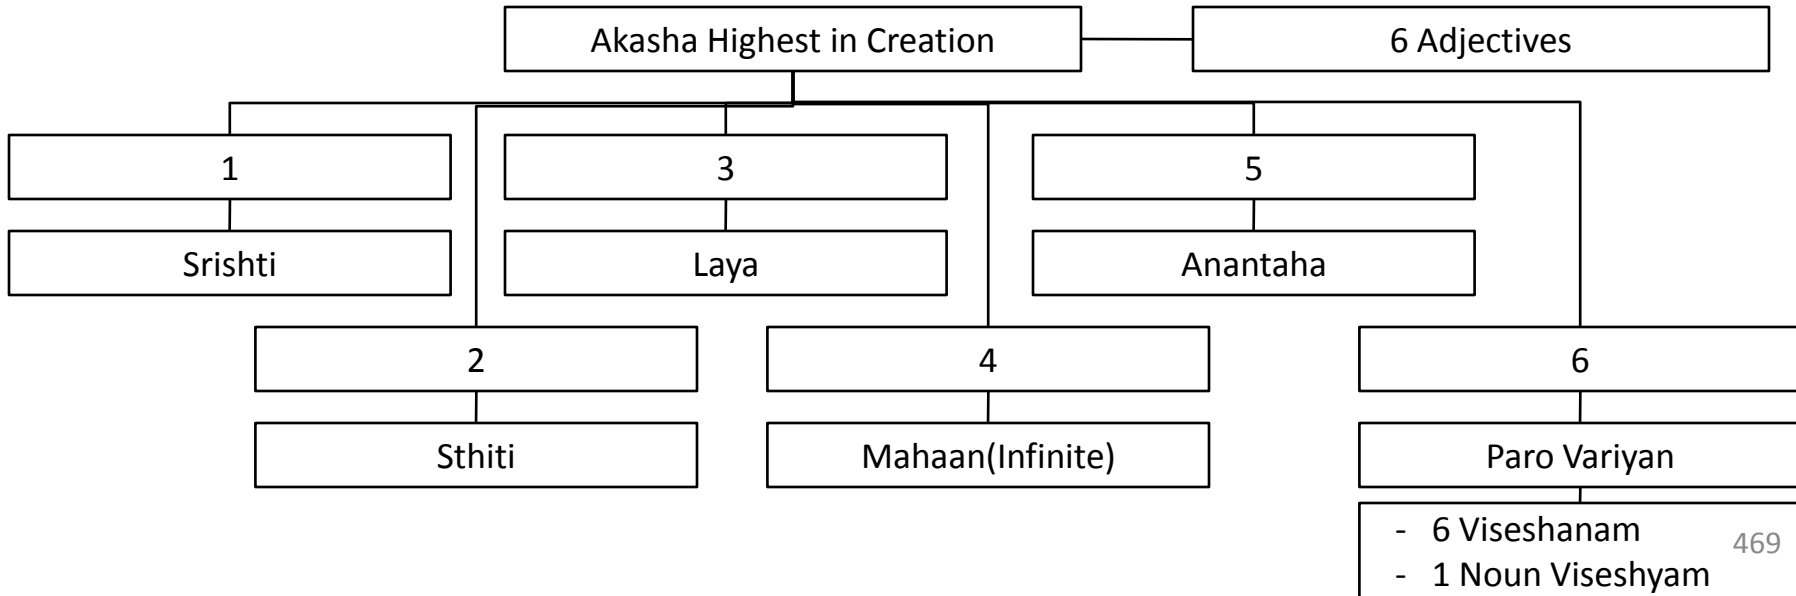 Akasha Highest in Creation
6 Adjectives
1
3
5
Srishti
Laya
Anantaha
2
4
6
Sthiti
Mahaan(Infinite)
Paro Variyan
- 6 Viseshanam
- 1 Noun Viseshyam
469